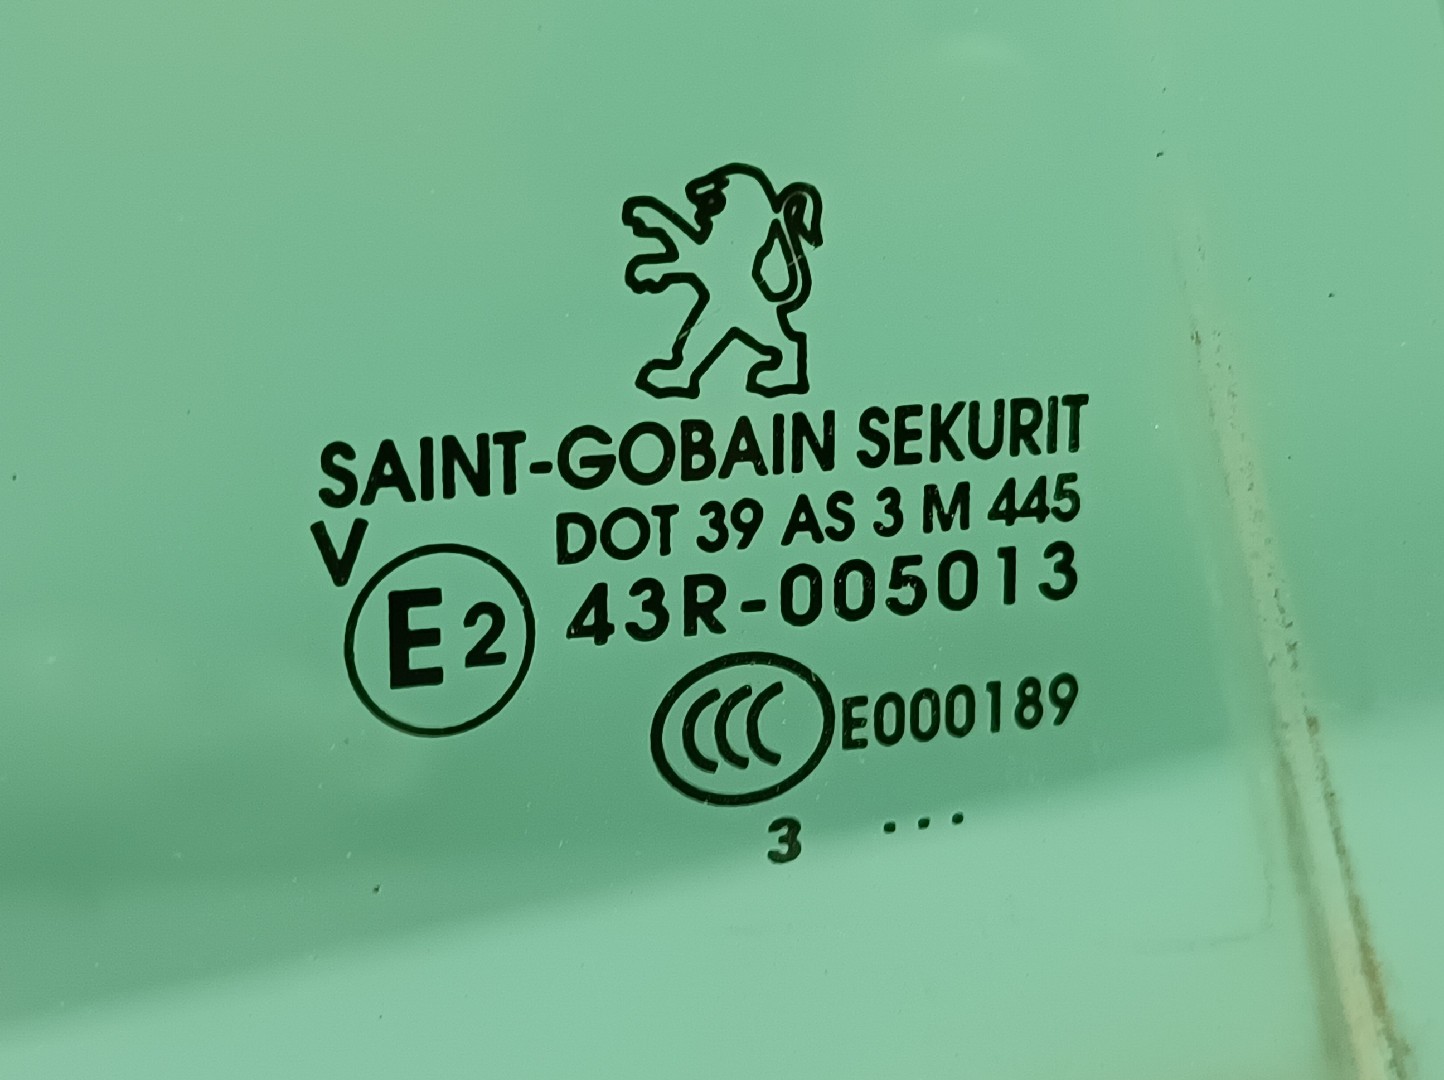 SAINT-GOBAIN SEKURIT
V
DOT 39 AS 3 M 445
E2
43R-005013
CCC E000189
3 ...